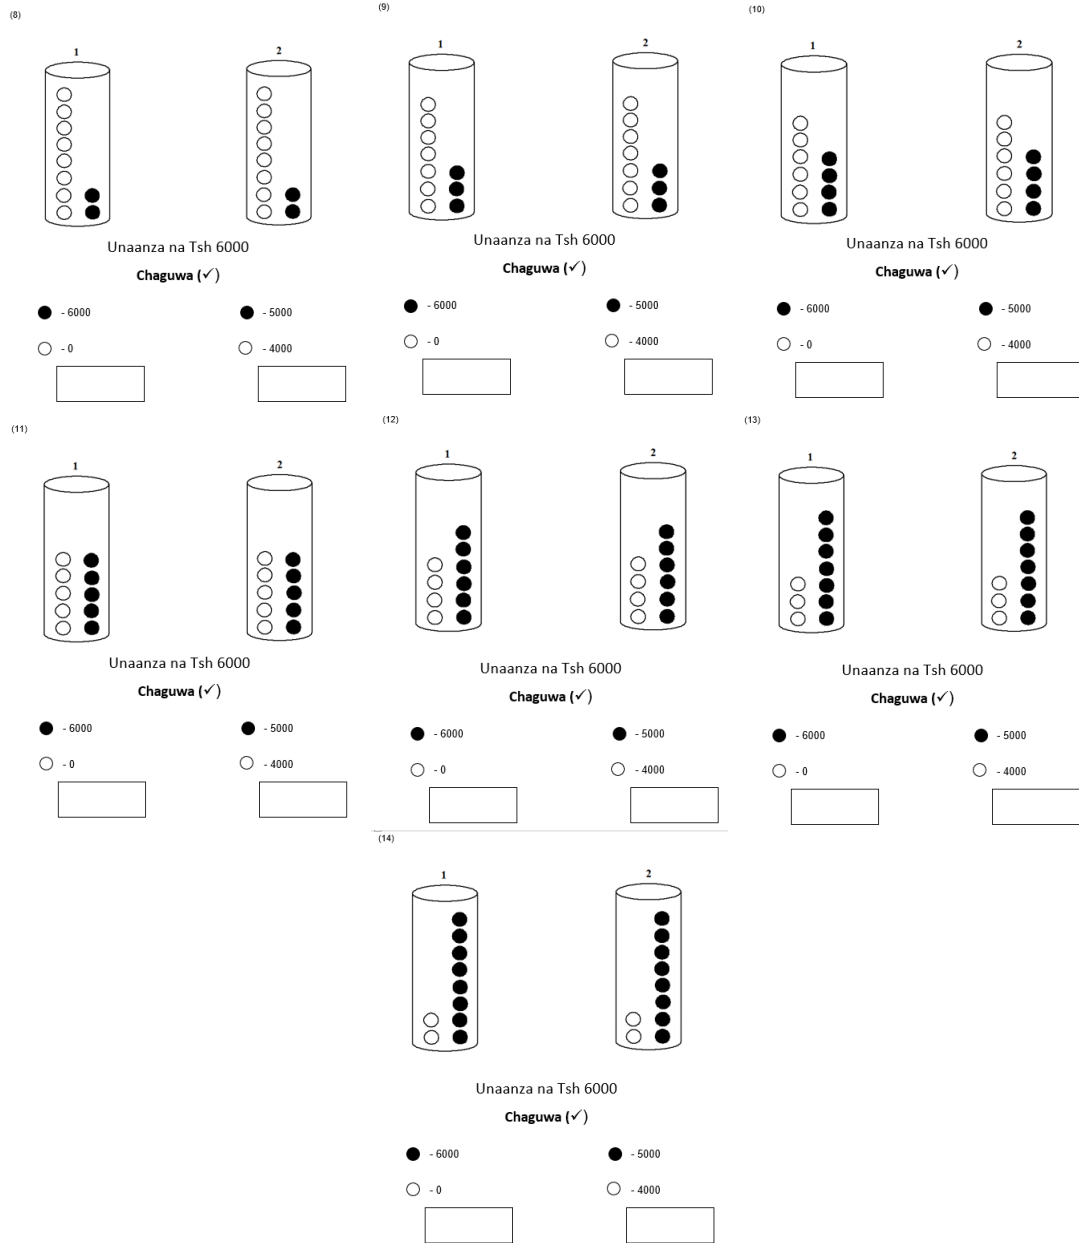 (8)
1 2
Unaanza na Tsh 6000
Chaguwa (✓)
- 6000 - 5000
- 0 - 4000
(9)
1 2
Unaanza na Tsh 6000
Chaguwa (✓)
- 6000 - 5000
- 0 - 4000
(10)
1 2
Unaanza na Tsh 6000
Chaguwa (✓)
- 6000 - 5000
- 0 - 4000
(11)
1 2
Unaanza na Tsh 6000
Chaguwa (✓)
- 6000 - 5000
- 0 - 4000
(12)
1 2
Unaanza na Tsh 6000
Chaguwa (✓)
- 6000 - 5000
- 0 - 4000
(13)
1 2
Unaanza na Tsh 6000
Chaguwa (✓)
- 6000 - 5000
- 0 - 4000
(14)
1 2
Unaanza na Tsh 6000
Chaguwa (✓)
- 6000 - 5000
- 0 - 4000